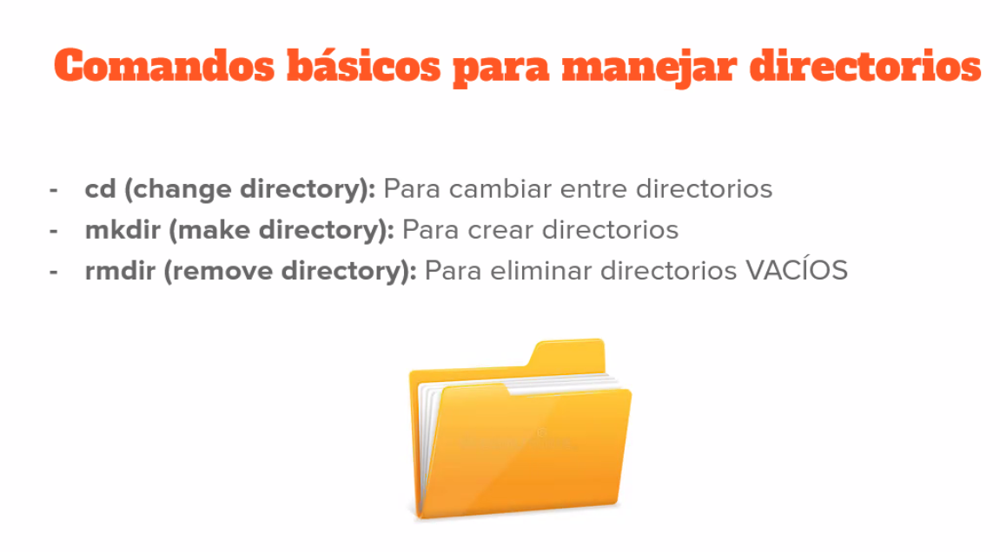 Comandos básicos para manejar directorios
- cd (change directory): Para cambiar entre directorios
- mkdir (make directory): Para crear directorios
- rmdir (remove directory): Para eliminar directorios VACÍOS